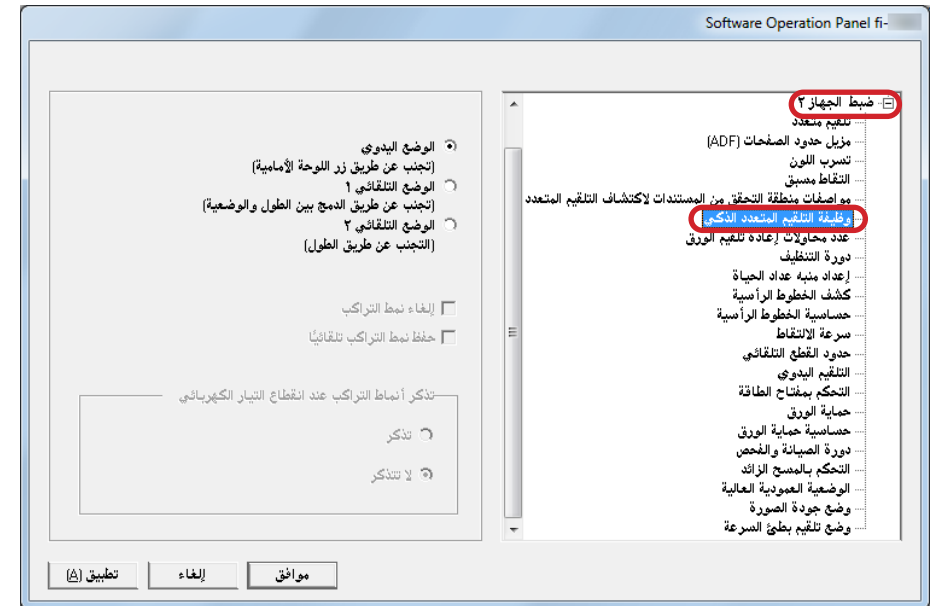 Software Operation Panel fi-
ضبط الجهاز ٢
تلقيم متعدد
مزيل حدود الصفحات (ADF)
تسرب اللون
التقاط مسبق
مواصفات منطقة التحقق من المستندات لاكتشاف التلقيم المتعدد
وظيفة التلقيم المتعدد الذكي
عدد محاولات إعادة تلقيم الورق
دورة التنظيف
إعداد منبه عداد الحياة
كشف الخطوط الرأسية
حساسية الخطوط الرأسية
سرعة الالتقاط
حدود القطع التلقائي
التلقيم اليدوي
التحكم بمفتاح الطاقة
حماية الورق
حساسية حماية الورق
دورة الصيانة والفحص
التحكم بالمسح الزائد
الوضعية العمودية العالية
وضع جودة الصورة
وضع تلقيم بطئ السرعة
الوضع اليدوي
(تجنب عن طريق زر اللوحة الأمامية)
الوضع التلقائي ١
(تجنب عن طريق الدمج بين الطول والوضعية)
الوضع التلقائي ٢
(التجنب عن طريق الطول)
إلغاء نمط التراكب
حفظ نمط التراكب تلقائيًا
تذكر أنماط التراكب عند انقطاع التيار الكهربائي
تذكر
لا تتذكر
موافق
إلغاء
تطبيق (A)